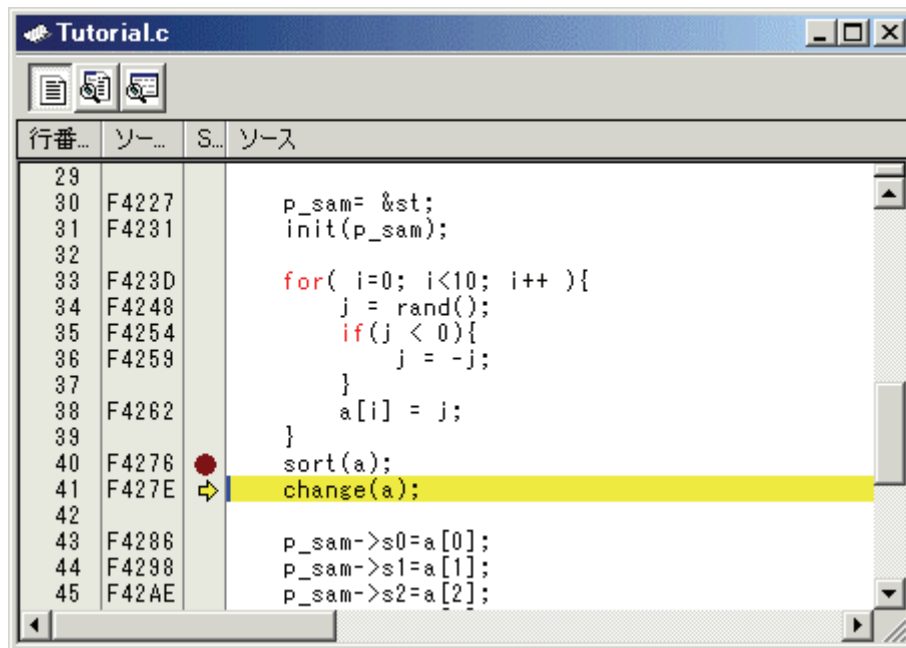 Tutorial.c
行番... ソー... S... ソース
29
30 F4227 p_sam= &st;
31 F4231 init(p_sam);
32
33 F423D for( i=0; i<10; i++ ){
34 F4248 j = rand();
35 F4254 if(j < 0){
36 F4259 j = -j;
37 }
38 F4262 a[i] = j;
39 }
40 F4276 sort(a);
41 F427E change(a);
42
43 F4286 p_sam->s0=a[0];
44 F4298 p_sam->s1=a[1];
45 F42AE p_sam->s2=a[2];